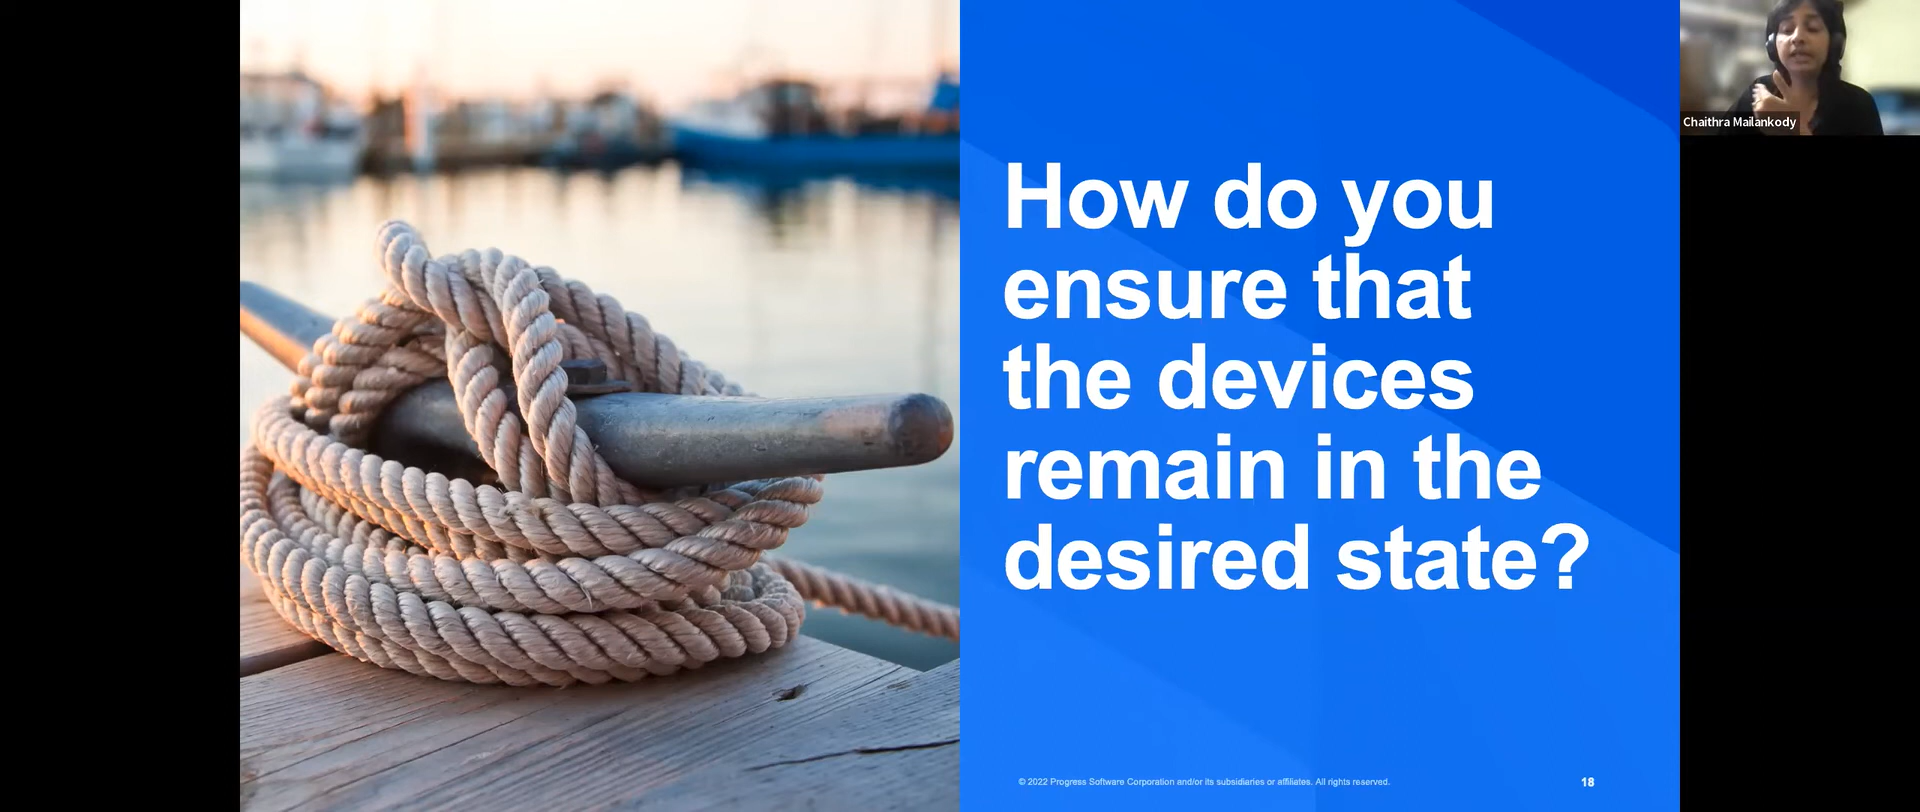 Chaithra Mailankody
How do you
ensure that
the devices
remain in the
desired state?
© 2022 Progress Software Corporation and/or its subsidiaries or affiliates. All rights reserved.
18